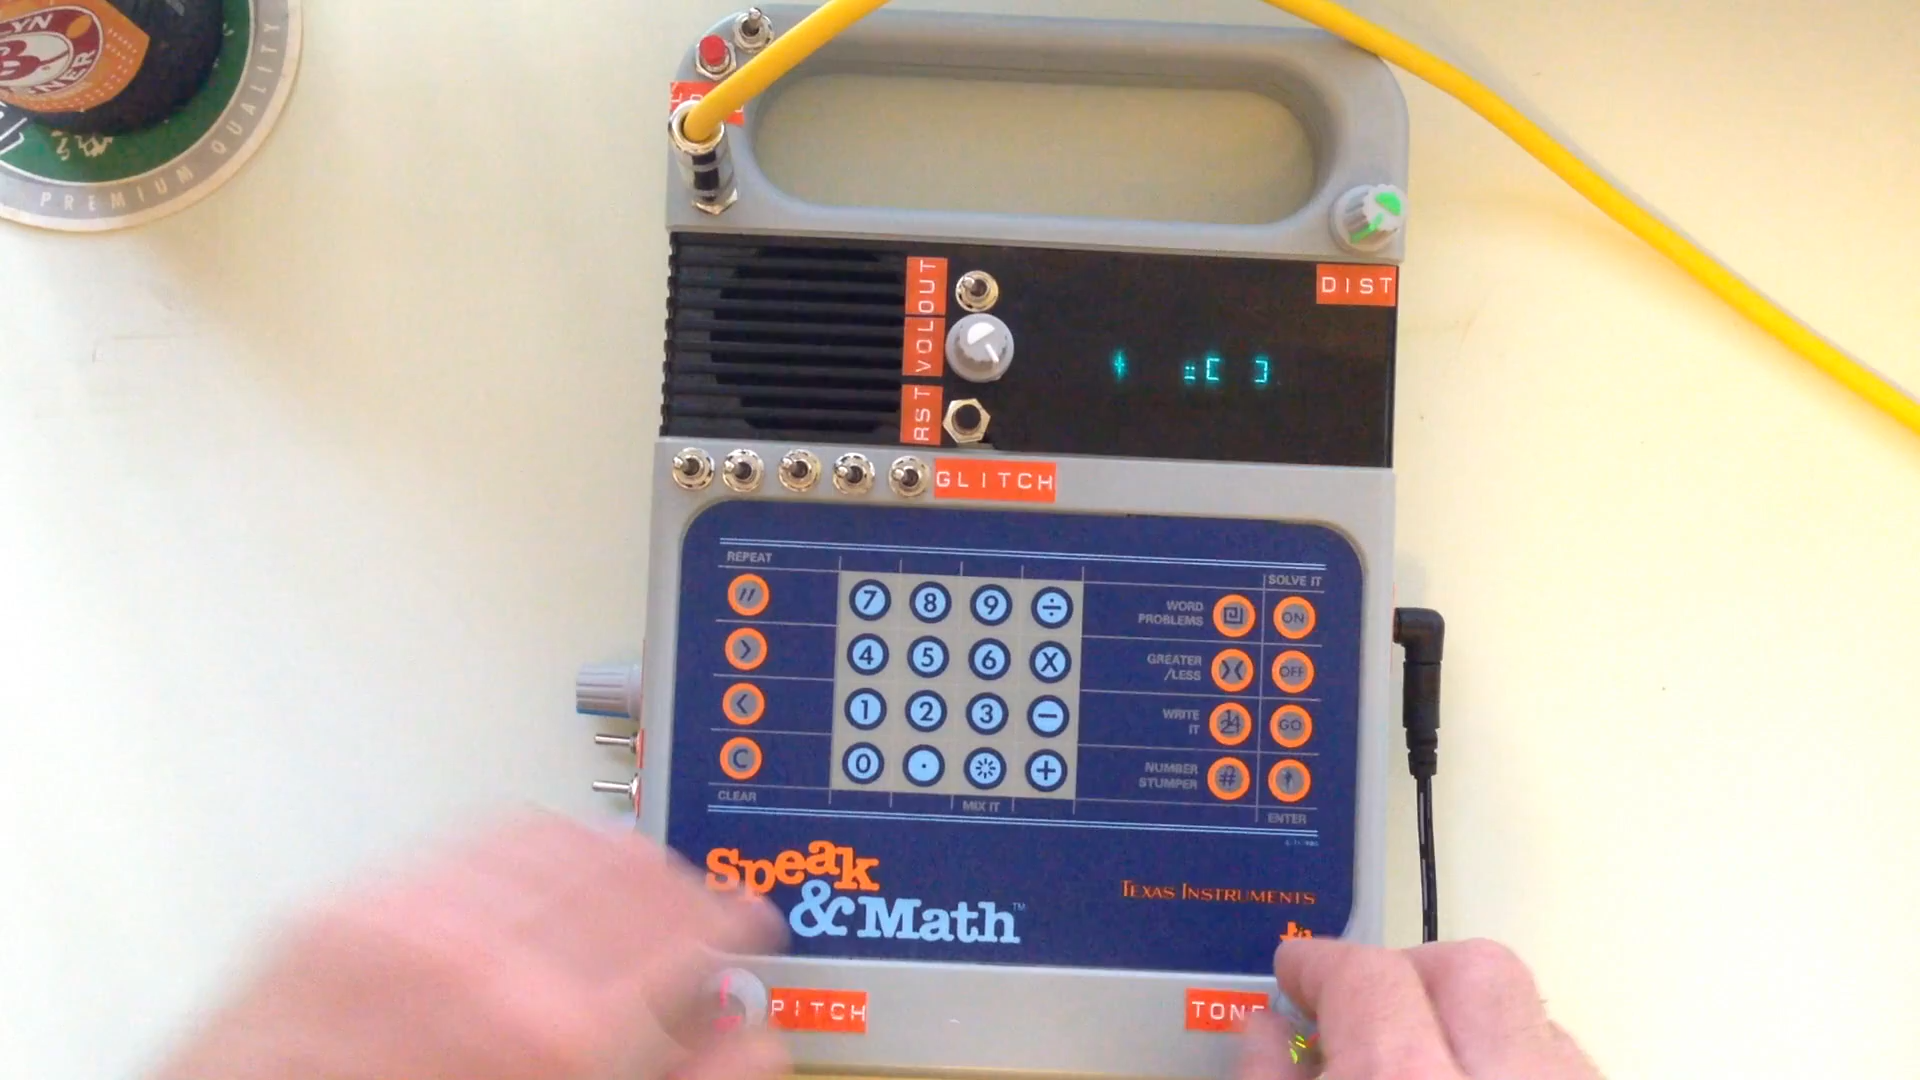 PREMIUM QUALITY
DIST
OUT
VOL
RST
GLITCH
REPEAT
SOLVE IT
7 8 9 ÷
WORD
PROBLEMS
ON
4 5 6 X
GREATER
/LESS
OFF
1 2 3 −
WRITE
IT
GO
C
0 · +
NUMBER
STUMPER
#
CLEAR
MIX IT
ENTER
Speak
&Math™
TEXAS INSTRUMENTS
PITCH
TONE